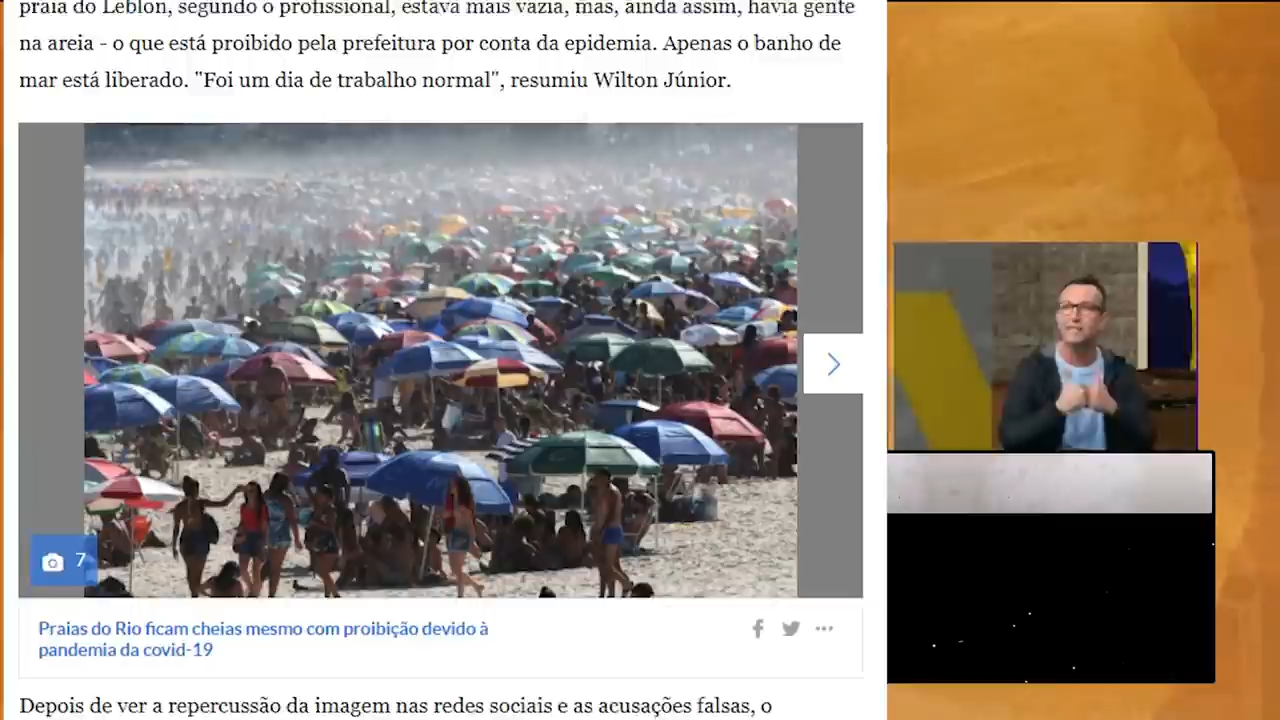 praia do Leblon, segundo o profissional, estava mais vazia, mas, ainda assim, havia gente
na areia - o que está proibido pela prefeitura por conta da epidemia. Apenas o banho de
mar está liberado. "Foi um dia de trabalho normal", resumiu Wilton Júnior.
7
Praias do Rio ficam cheias mesmo com proibição devido à
pandemia da covid-19
Depois de ver a repercussão da imagem nas redes sociais e as acusações falsas, o